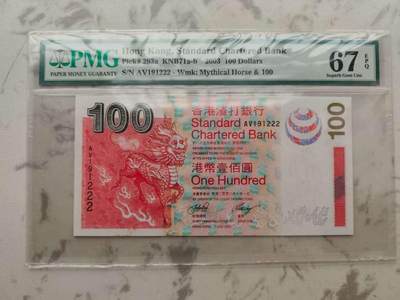 PMG
PAPER MONEY GUARANTY
Hong Kong, Standard Chartered Bank
Pick# 293a KNB71a-b 2003 100 Dollars
S/N AV191222 - Wmk: Mythical Horse & 100
67 EPQ
Superb Gem Unc
100
香港渣打銀行
Standard
Chartered Bank
AV191222
港幣壹佰圓
One Hundred
AV191222
100